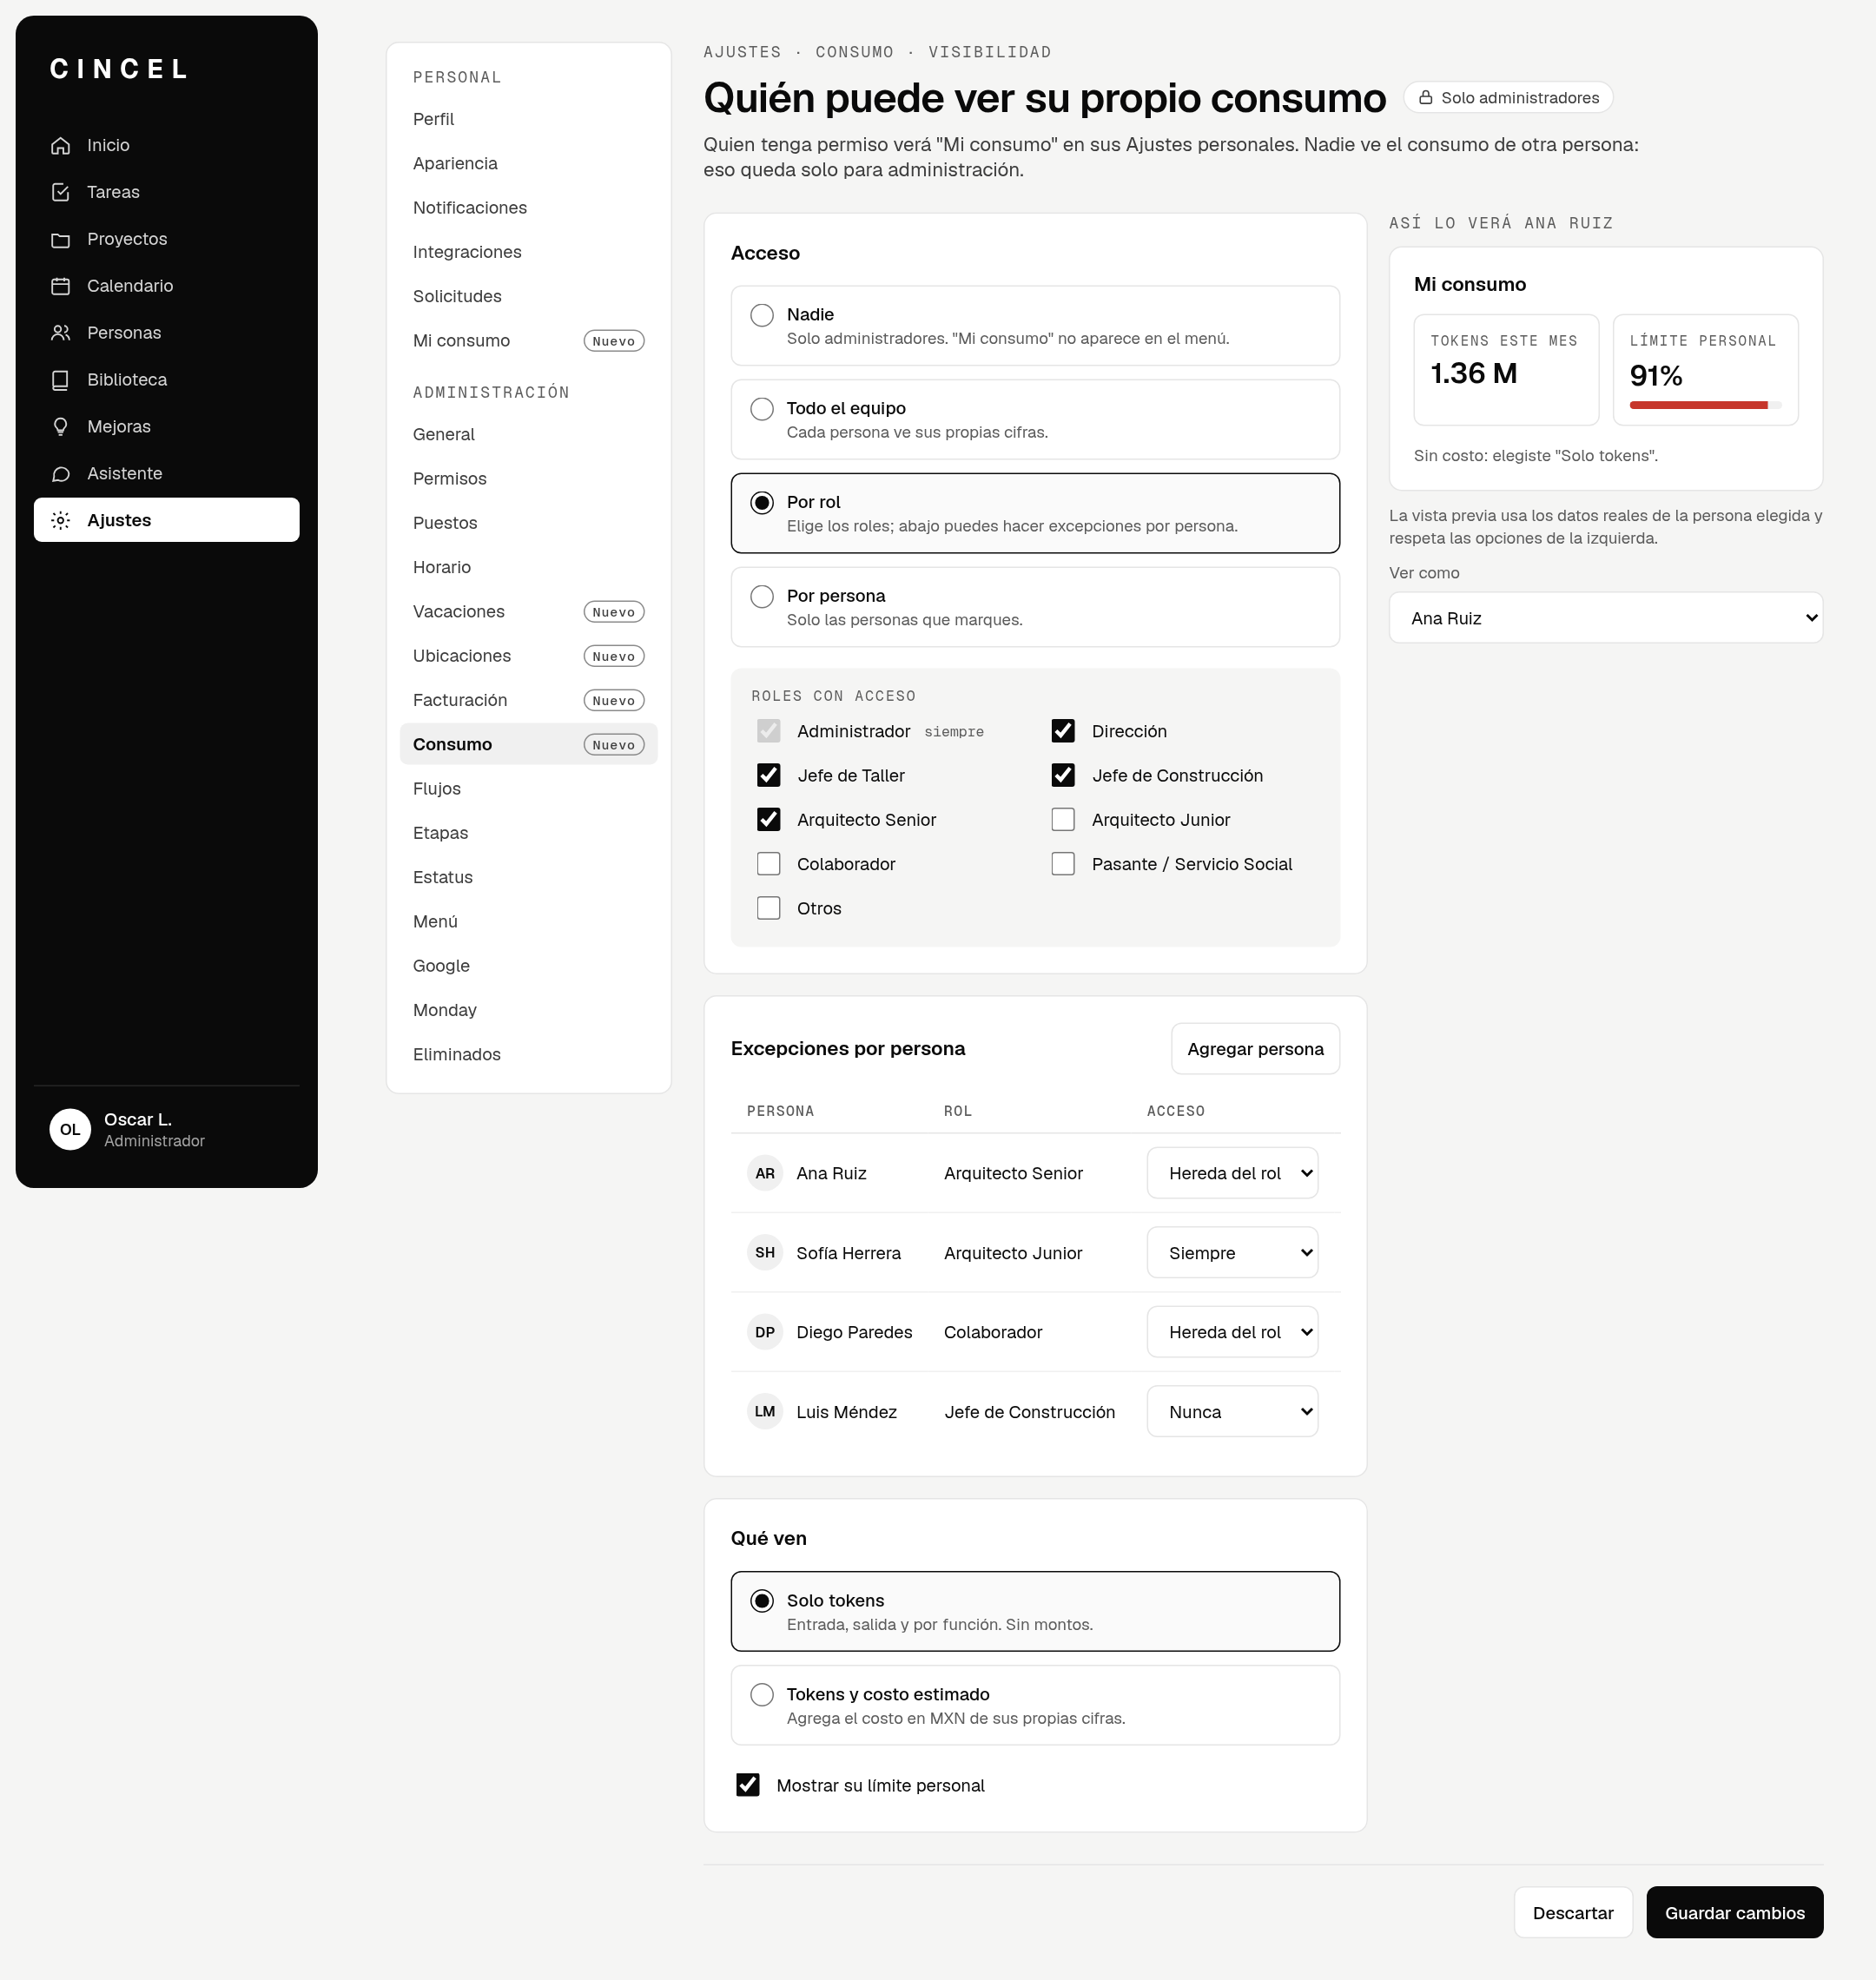 CINCEL
Inicio
Tareas
Proyectos
Calendario
Personas
Biblioteca
Mejoras
Asistente
Ajustes
OL
Oscar L.
Administrador
PERSONAL
Perfil
Apariencia
Notificaciones
Integraciones
Solicitudes
Mi consumo Nuevo
ADMINISTRACIÓN
General
Permisos
Puestos
Horario
Vacaciones Nuevo
Ubicaciones Nuevo
Facturación Nuevo
Consumo Nuevo
Flujos
Etapas
Estatus
Menú
Google
Monday
Eliminados
AJUSTES · CONSUMO · VISIBILIDAD
Quién puede ver su propio consumo Solo administradores
Quien tenga permiso verá "Mi consumo" en sus Ajustes personales. Nadie ve el consumo de otra persona:
eso queda solo para administración.
Acceso
Nadie
Solo administradores. "Mi consumo" no aparece en el menú.
Todo el equipo
Cada persona ve sus propias cifras.
Por rol
Elige los roles; abajo puedes hacer excepciones por persona.
Por persona
Solo las personas que marques.
ROLES CON ACCESO
Administrador siempre Dirección
Jefe de Taller Jefe de Construcción
Arquitecto Senior Arquitecto Junior
Colaborador Pasante / Servicio Social
Otros
Excepciones por persona Agregar persona
PERSONA ROL ACCESO
AR Ana Ruiz Arquitecto Senior Hereda del rol
SH Sofía Herrera Arquitecto Junior Siempre
DP Diego Paredes Colaborador Hereda del rol
LM Luis Méndez Jefe de Construcción Nunca
Qué ven
Solo tokens
Entrada, salida y por función. Sin montos.
Tokens y costo estimado
Agrega el costo en MXN de sus propias cifras.
Mostrar su límite personal
ASÍ LO VERÁ ANA RUIZ
Mi consumo
TOKENS ESTE MES LÍMITE PERSONAL
1.36 M 91%
Sin costo: elegiste "Solo tokens".
La vista previa usa los datos reales de la persona elegida y
respeta las opciones de la izquierda.
Ver como
Ana Ruiz
Descartar Guardar cambios